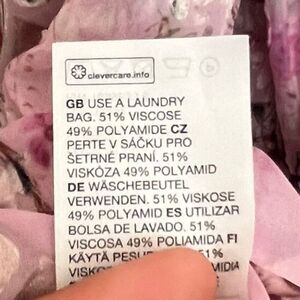 clevercare.info
GB USE A LAUNDRY
BAG. 51% VISCOSE
49% POLYAMIDE CZ
PERTE V SÁČKU PRO
ŠETRNÉ PRANÍ. 51%
VISKÓZA 49% POLYAMID
DE WÄSCHEBEUTEL
VERWENDEN. 51% VISKOSE
49% POLYAMID ES UTILIZAR
BOLSA DE LAVADO. 51%
VISCOSA 49% POLIAMIDA FI
KÄYTÄ 51%